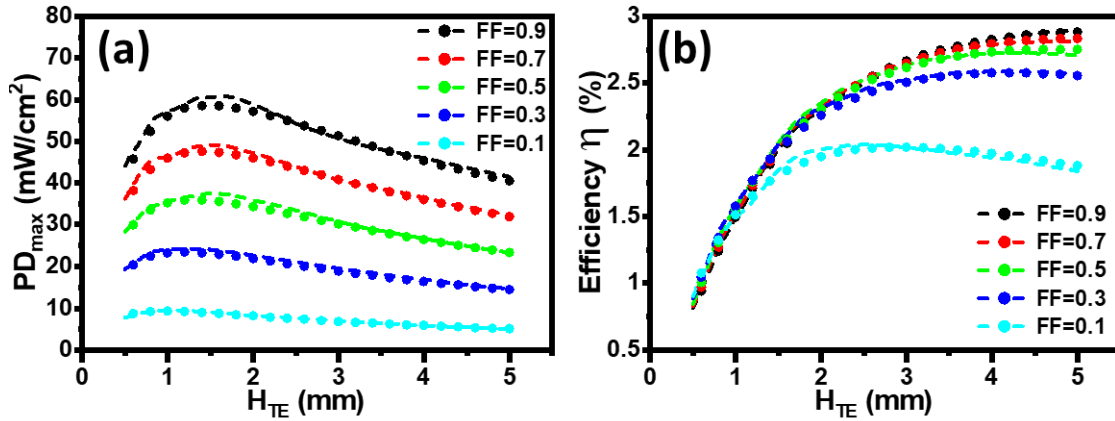 (a)
PD_max (mW/cm²)
80
70
60
50
40
30
20
10
0
FF=0.9
FF=0.7
FF=0.5
FF=0.3
FF=0.1
0 1 2 3 4 5
H_TE (mm)
(b)
Efficiency η (%)
3
2.5
2
1.5
1
0.5
FF=0.9
FF=0.7
FF=0.5
FF=0.3
FF=0.1
0 1 2 3 4 5
H_TE (mm)